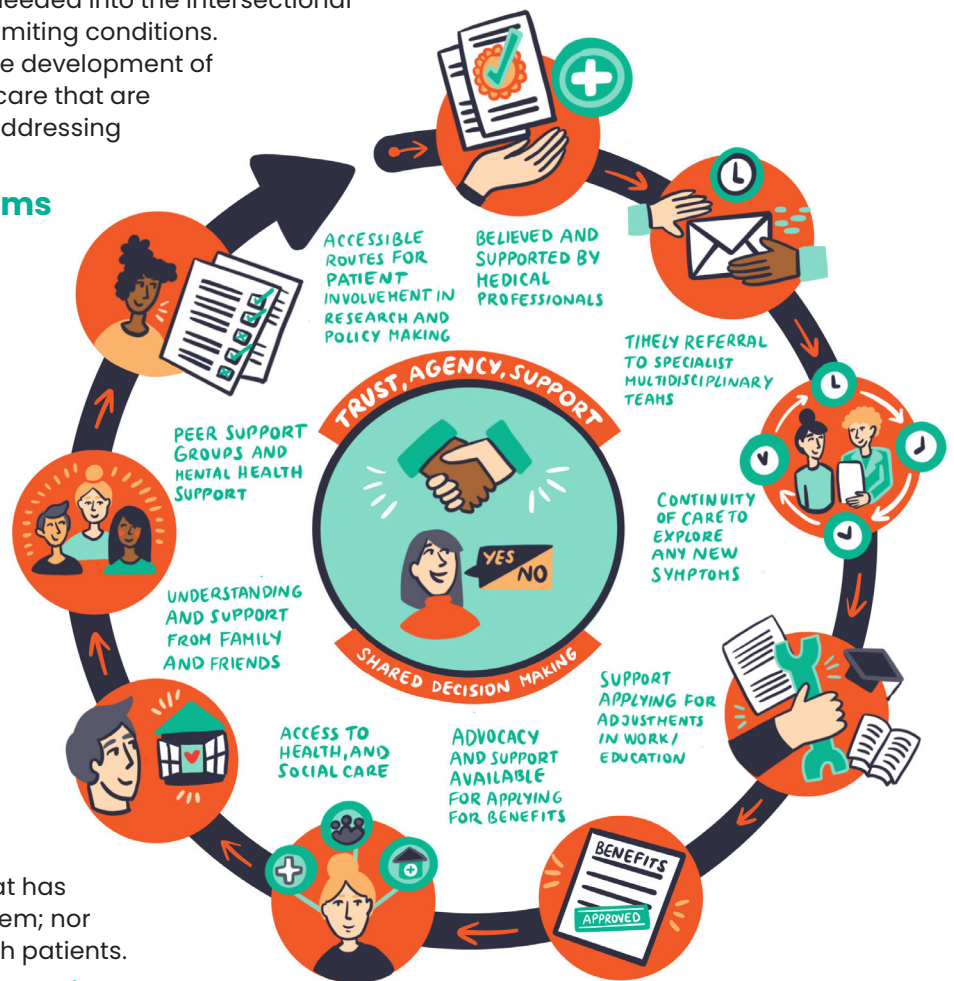 needed into the intersectional
miting conditions.
e development of
care that are
ddressing
ms
ACCESSIBLE
ROUTES FOR
PATIENT
INVOLVEMENT IN
RESEARCH AND
POLICY MAKING
BELIEVED AND
SUPPORTED BY
MEDICAL
PROFESSIONALS
TIMELY REFERRAL
TO SPECIALIST
MULTIDISCIPLINARY
TEAMS
CONTINUITY
OF CARE TO
EXPLORE
ANY NEW
SYMPTOMS
SUPPORT
APPLYING FOR
ADJUSTMENTS
IN WORK/
EDUCATION
ADVOCACY
AND SUPPORT
AVAILABLE
FOR APPLYING
FOR BENEFITS
BENEFITS
APPROVED
ACCESS TO
HEALTH, AND
SOCIAL CARE
UNDERSTANDING
AND SUPPORT
FROM FAMILY
AND FRIENDS
PEER SUPPORT
GROUPS AND
MENTAL HEALTH
SUPPORT
TRUST, AGENCY, SUPPORT
YES
NO
SHARED DECISION MAKING
at has
em; nor
h patients.